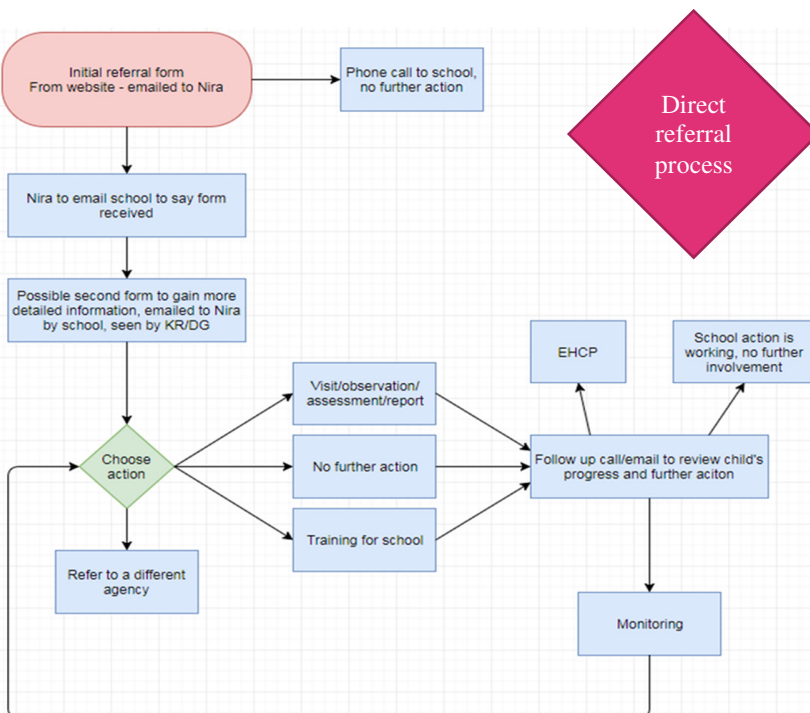 Initial referral form
From website - emailed to Nira
Phone call to school,
no further action
Direct
referral
process
Nira to email school to say form
received
Possible second form to gain more
detailed information, emailed to Nira
by school, seen by KR/DG
EHCP
School action is
working, no further
involvement
Visit/observation/
assessment/report
Choose
action
No further action
Follow up call/email to review child's
progress and further aciton
Training for school
Refer to a different
agency
Monitoring